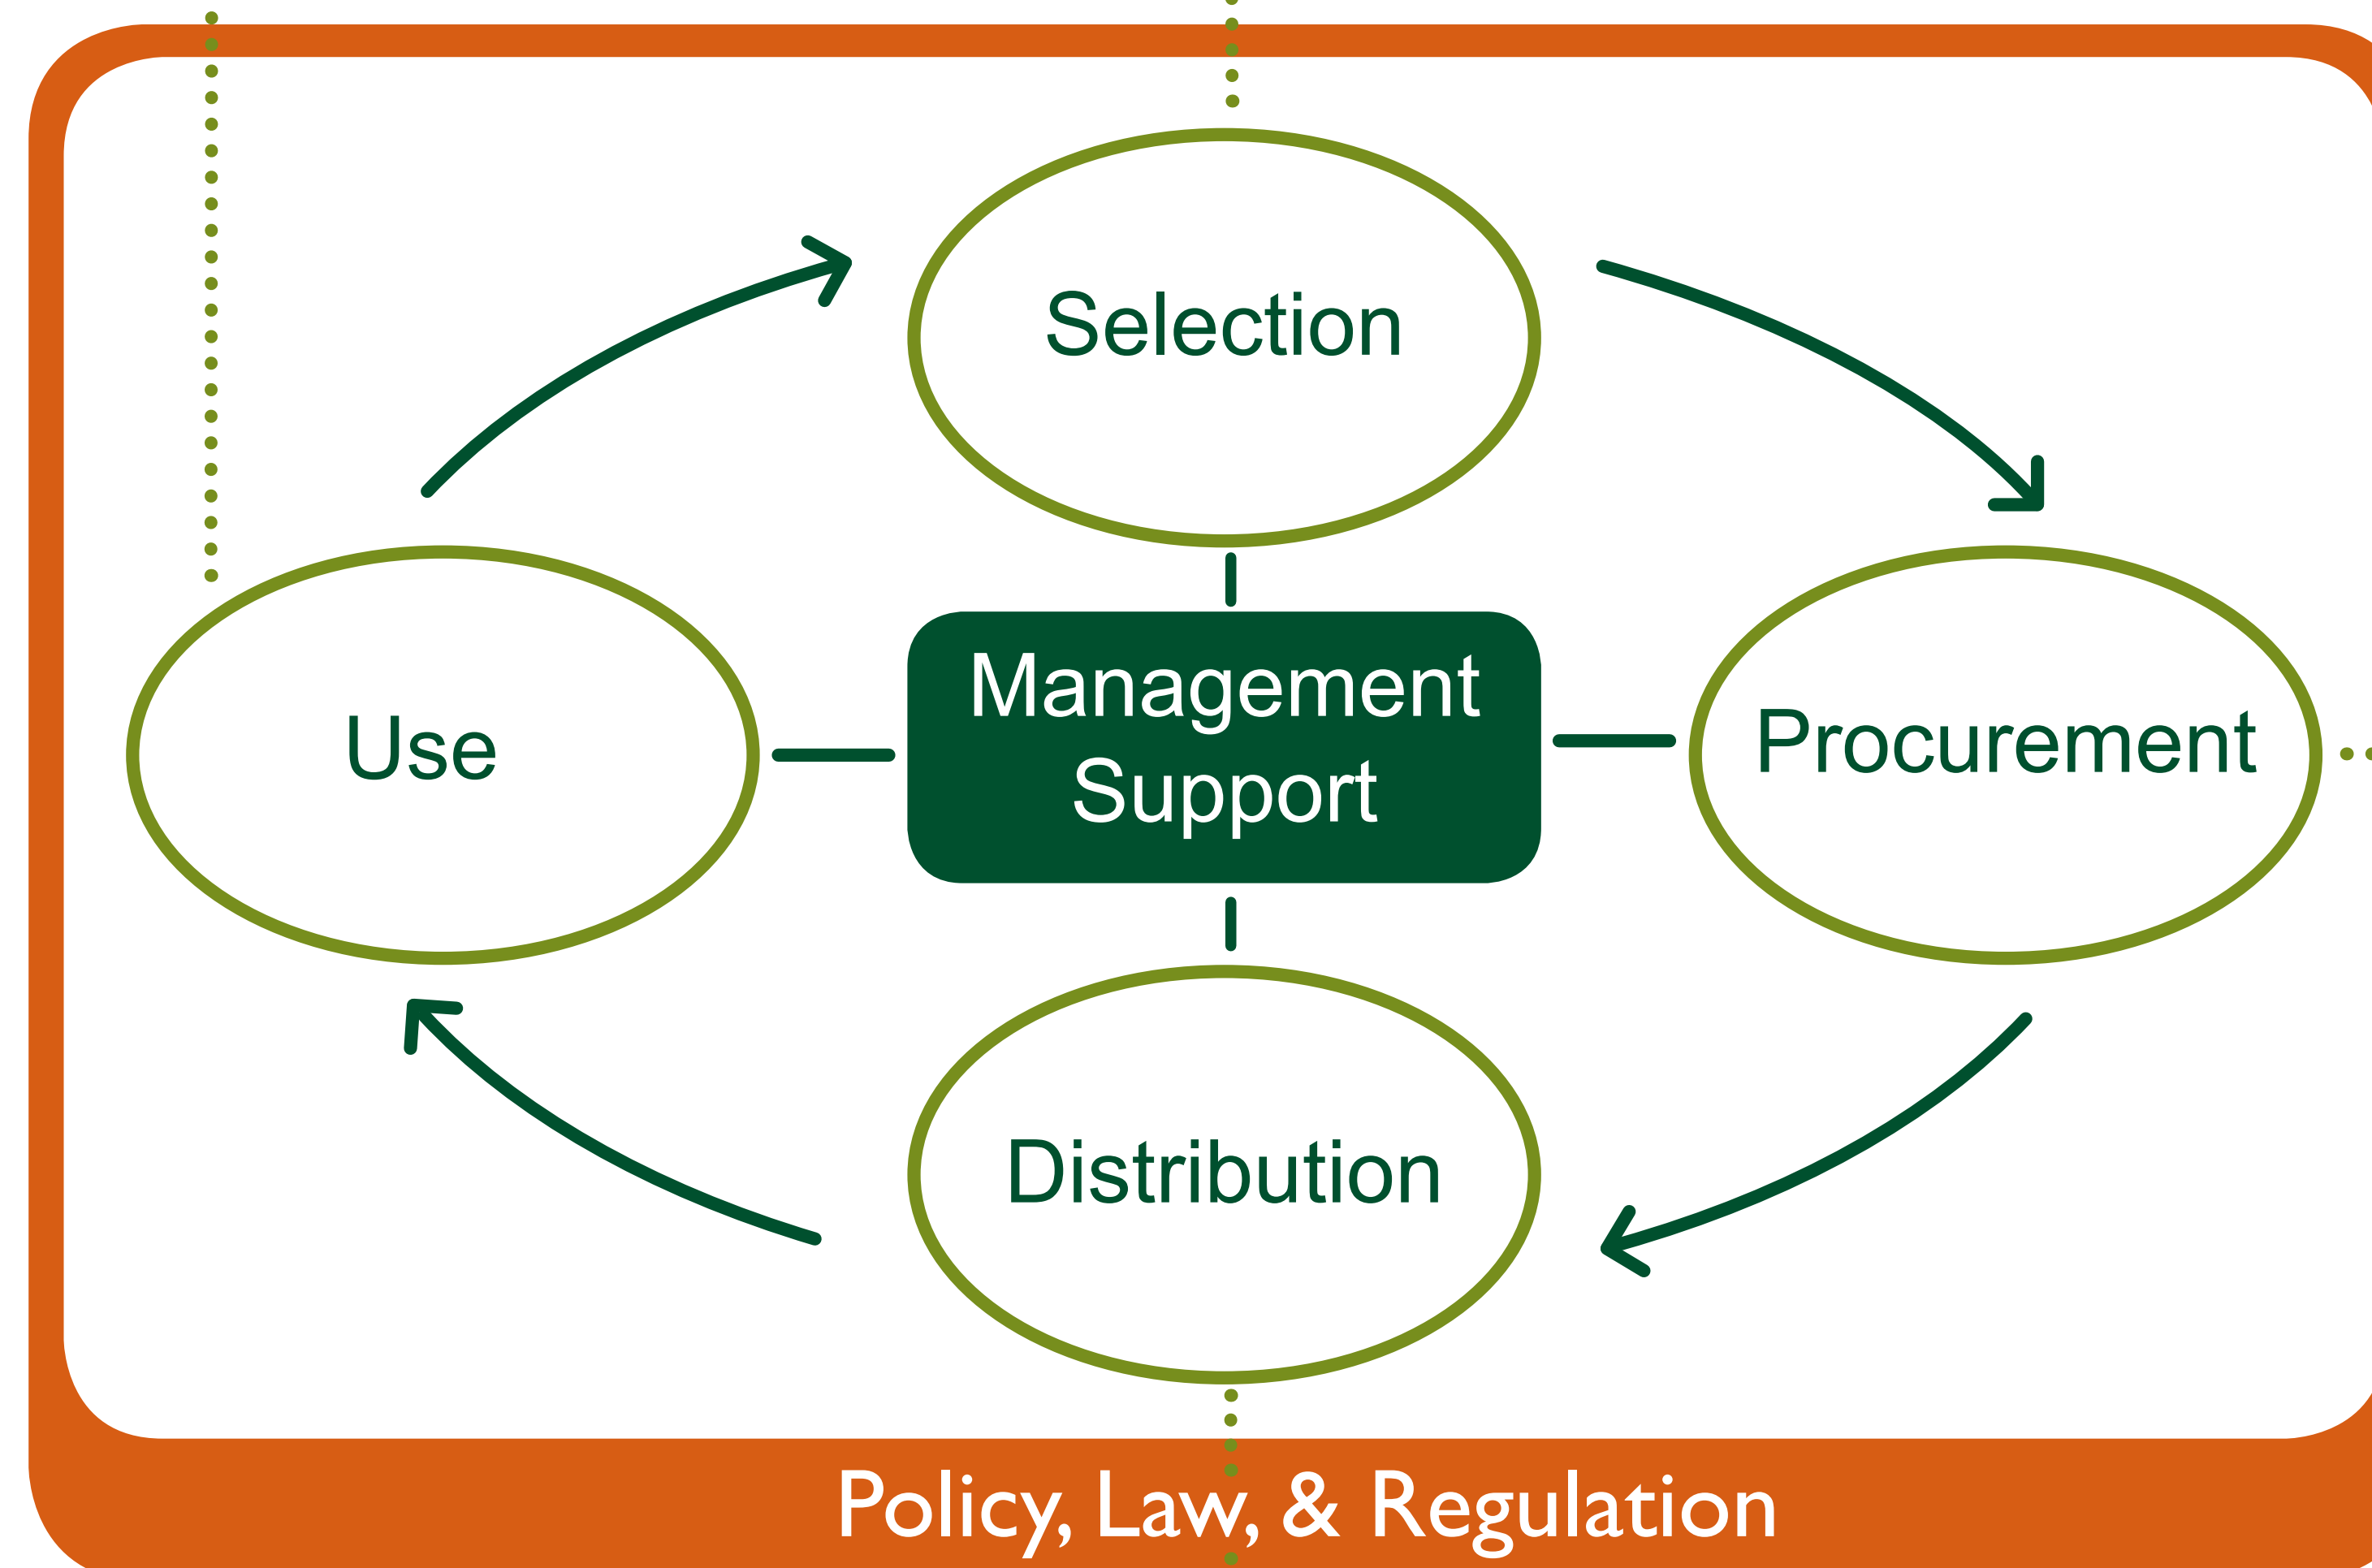 Selection
Management
Support
Use
Procurement
Distribution
Policy, Law, & Regulation